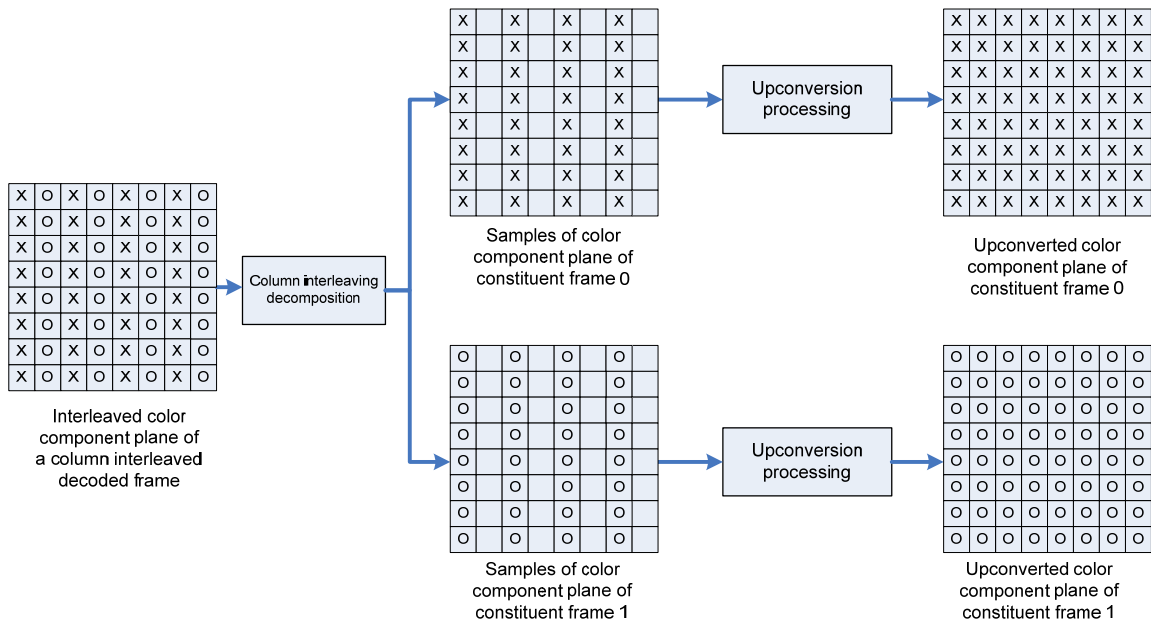 X X X X
X X X X
X X X X
X X X X
X X X X
X X X X
X X X X
X X X X
Samples of color
component plane of
constituent frame 0
Upconversion
processing
X X X X X X X X
X X X X X X X X
X X X X X X X X
X X X X X X X X
X X X X X X X X
X X X X X X X X
X X X X X X X X
X X X X X X X X
Upconverted color
component plane of
constituent frame 0
X O X O X O X O
X O X O X O X O
X O X O X O X O
X O X O X O X O
X O X O X O X O
X O X O X O X O
X O X O X O X O
X O X O X O X O
Interleaved color
component plane of
a column interleaved
decoded frame
Column interleaving
decomposition
O O O O
O O O O
O O O O
O O O O
O O O O
O O O O
O O O O
O O O O
Samples of color
component plane of
constituent frame 1
Upconversion
processing
O O O O O O O O
O O O O O O O O
O O O O O O O O
O O O O O O O O
O O O O O O O O
O O O O O O O O
O O O O O O O O
O O O O O O O O
Upconverted color
component plane of
constituent frame 1